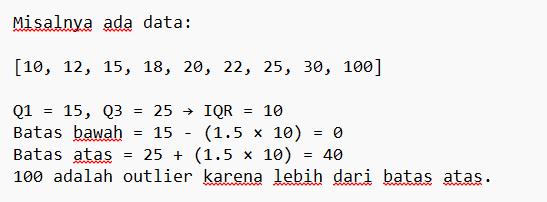 Misalnya ada data:
[10, 12, 15, 18, 20, 22, 25, 30, 100]
Q1 = 15, Q3 = 25 → IQR = 10
Batas bawah = 15 - (1.5 × 10) = 0
Batas atas = 25 + (1.5 × 10) = 40
100 adalah outlier karena lebih dari batas atas.